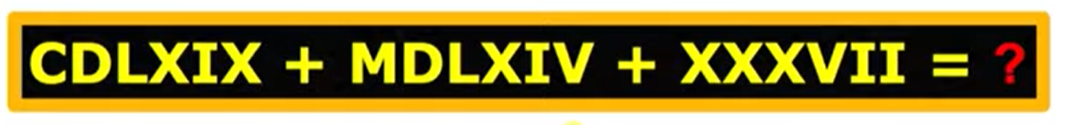 CDLXIX + MDLXIV + XXXVII = ?